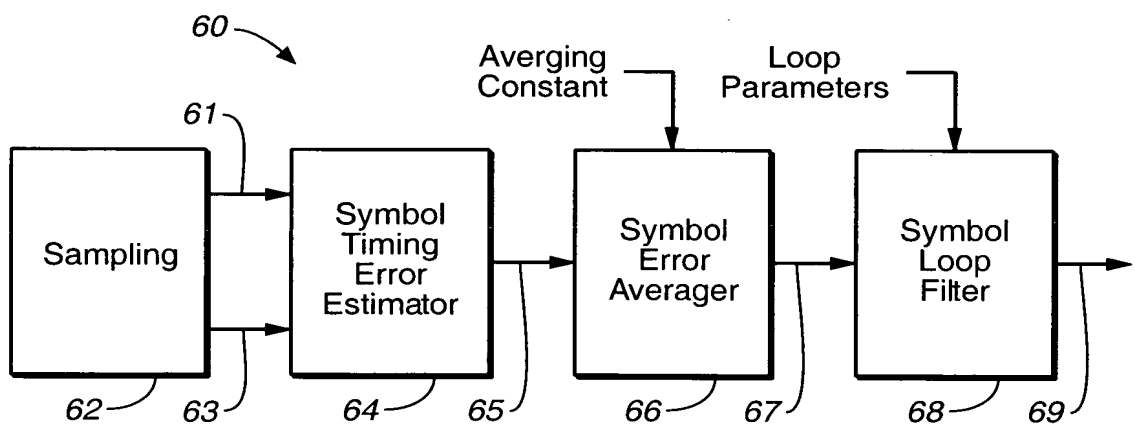 60
Averging
Constant
Loop
Parameters
61
Sampling
Symbol
Timing
Error
Estimator
Symbol
Error
Averager
Symbol
Loop
Filter
62
63
64
65
66
67
68
69